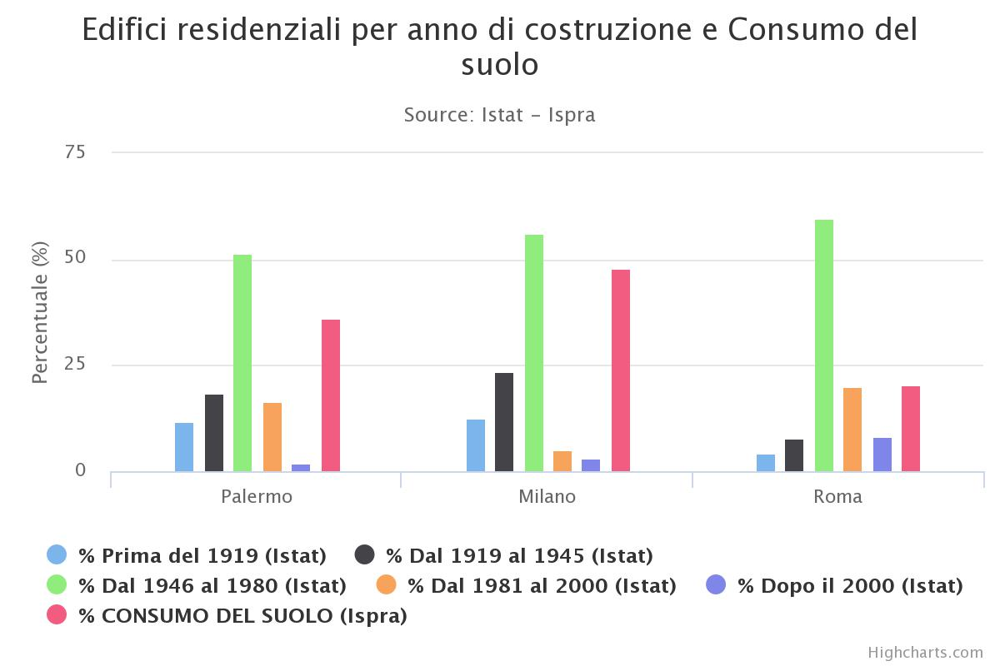 Edifici residenziali per anno di costruzione e Consumo del
suolo
Source: Istat – Ispra
Percentuale (%)
75
50
25
0
Palermo
Milano
Roma
% Prima del 1919 (Istat)
% Dal 1919 al 1945 (Istat)
% Dal 1946 al 1980 (Istat)
% Dal 1981 al 2000 (Istat)
% Dopo il 2000 (Istat)
% CONSUMO DEL SUOLO (Ispra)
Highcharts.com